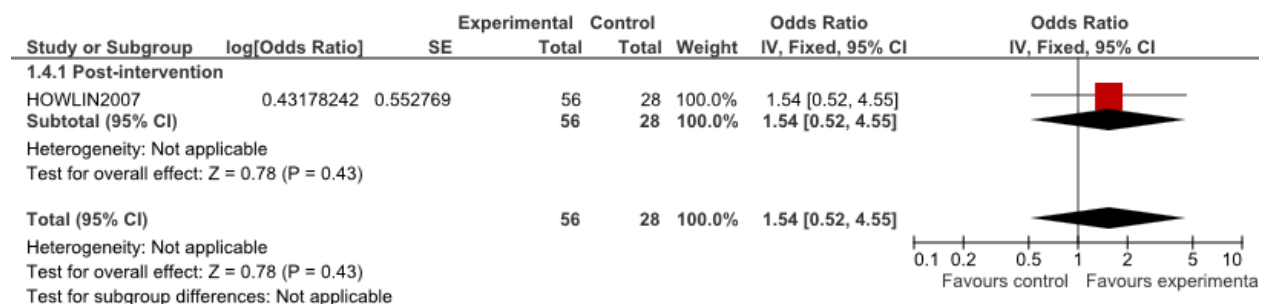 Experimental Control Odds Ratio Odds Ratio
Study or Subgroup log[Odds Ratio] SE Total Total Weight IV, Fixed, 95% CI IV, Fixed, 95% CI
1.4.1 Post-intervention
HOWLIN2007 0.43178242 0.552769 56 28 100.0% 1.54 [0.52, 4.55]
Subtotal (95% CI) 56 28 100.0% 1.54 [0.52, 4.55]
Heterogeneity: Not applicable
Test for overall effect: Z = 0.78 (P = 0.43)
Total (95% CI) 56 28 100.0% 1.54 [0.52, 4.55]
Heterogeneity: Not applicable
Test for overall effect: Z = 0.78 (P = 0.43)
Test for subgroup differences: Not applicable
0.1 0.2 0.5 1 2 5 10
Favours control Favours experimenta